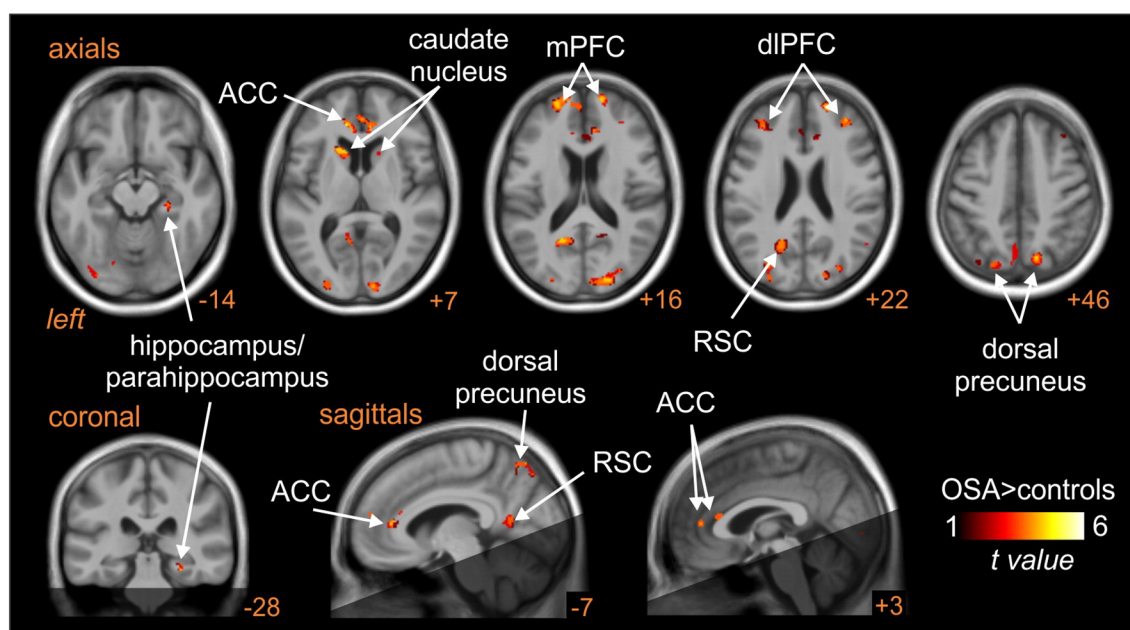 axials
caudate
nucleus
mPFC
dlPFC
ACC
-14
+7
+16
+22
+46
left
hippocampus/
parahippocampus
RSC
dorsal
precuneus
coronal
sagittals
dorsal
precuneus
ACC
RSC
ACC
OSA>controls
1 6
t value
-28
-7
+3